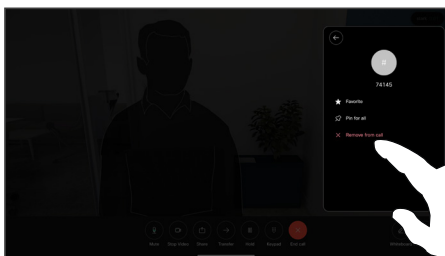 74145
Favorite
Pin for all
Remove from call
Mute
Stop Video
Share
Transfer
Hold
Keypad
End call